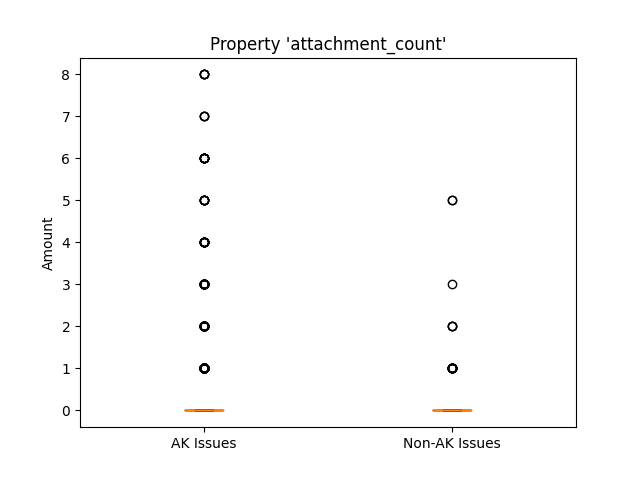 Property 'attachment_count'
Amount
8
7
6
5
4
3
2
1
0
AK Issues
Non-AK Issues